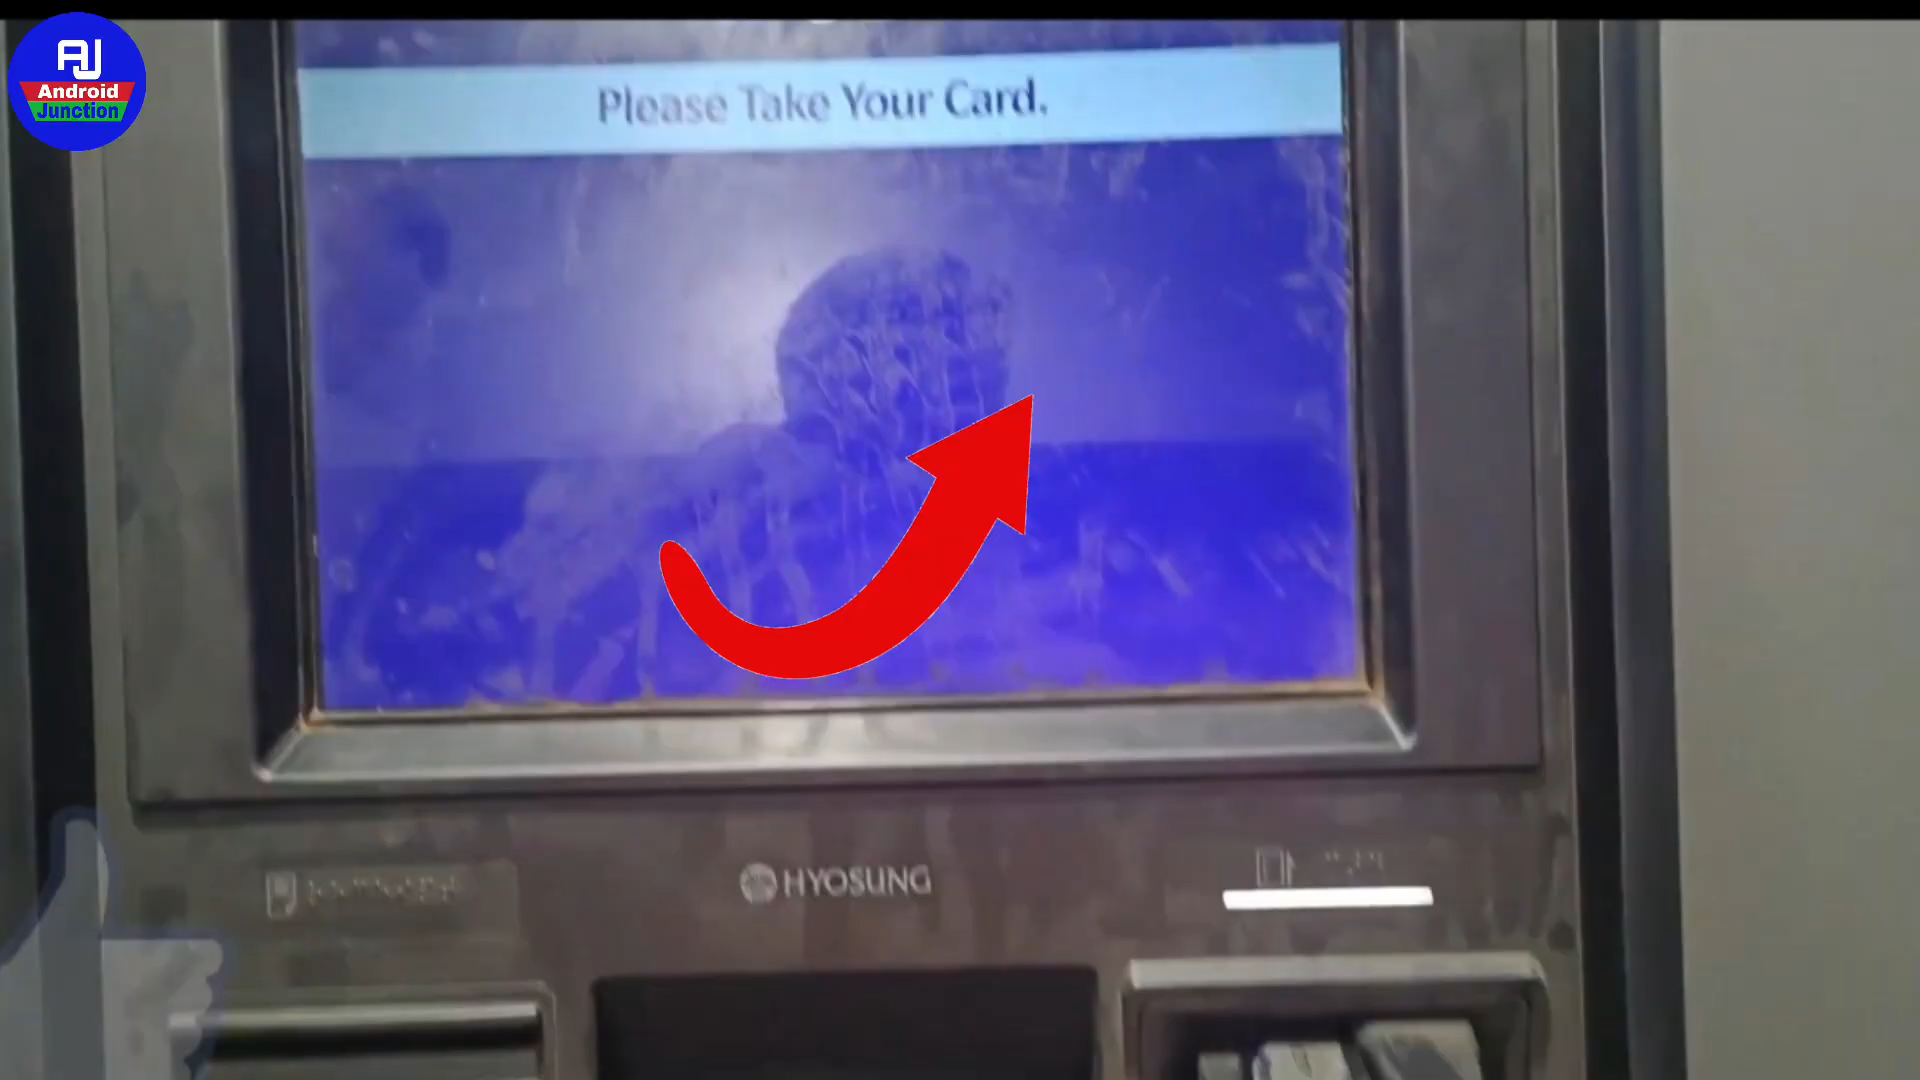 AJ
Android
Junction
Please Take Your Card.
HYOSUNG